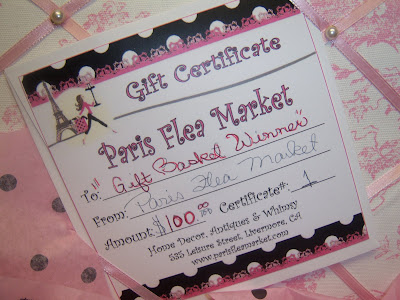 Gift Certificate
Paris Flea Market
To: "Gift Basket Winner"
From: Paris Flea Market
Amount: $100.00 Certificate#: 1
Home Decor, Antiques & Whimsy
535 Leisure Street, Livermore, CA
www.parisfleamarket.com